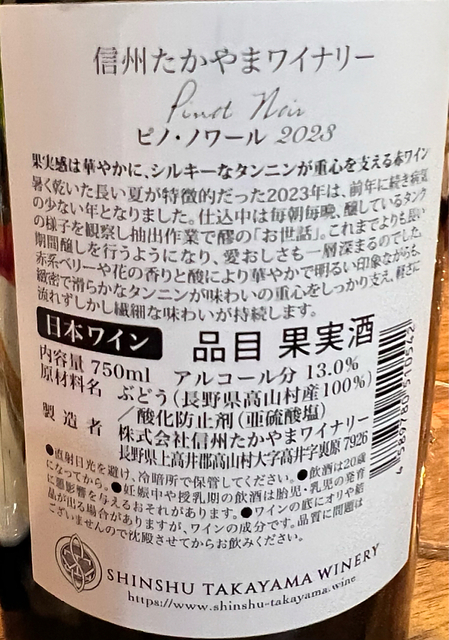 信州たかやまワイナリー
Pinot Noir
ピノ・ノワール 2023
果実感は華やかに、シルキーなタンニンが重心を支える赤ワイン
暑く乾いた長い夏が特徴的だった2023年は、前年に続き病気
の少ない年となりました。仕込中は毎朝毎晩、醸しているタンク
の様子を観察し抽出作業で醪の「お世話」。これまでよりも長い
期間醸しを行うようになり、愛おしさも一層深まるのでした。
赤系ベリーや花の香りと酸により華やかで明るい印象ながらも、
緻密で滑らかなタンニンが味わいの重心をしっかり支え、軽さに
流れずしかし繊細な味わいが持続します。
日本ワイン 品目 果実酒
内容量 750ml アルコール分 13.0%
原材料名 ぶどう(長野県高山村産100%)
/酸化防止剤(亜硫酸塩)
製造者 株式会社信州たかやまワイナリー
長野県上高井郡高山村大字高井字裏原 7926
●直射日光を避け、冷暗所で保管してください。●飲酒は20歳
になってから。●妊娠中や授乳期の飲酒は胎児・乳児の発育
に悪影響を与えるおそれがあります。●ワインの底にオリや結
晶が出る場合がありますが、ワインの成分です。品質に問題は
ございませんので沈殿させてからお飲みください。
4 589780 510542
SHINSHU TAKAYAMA WINERY
https://www.shinshu-takayama.wine